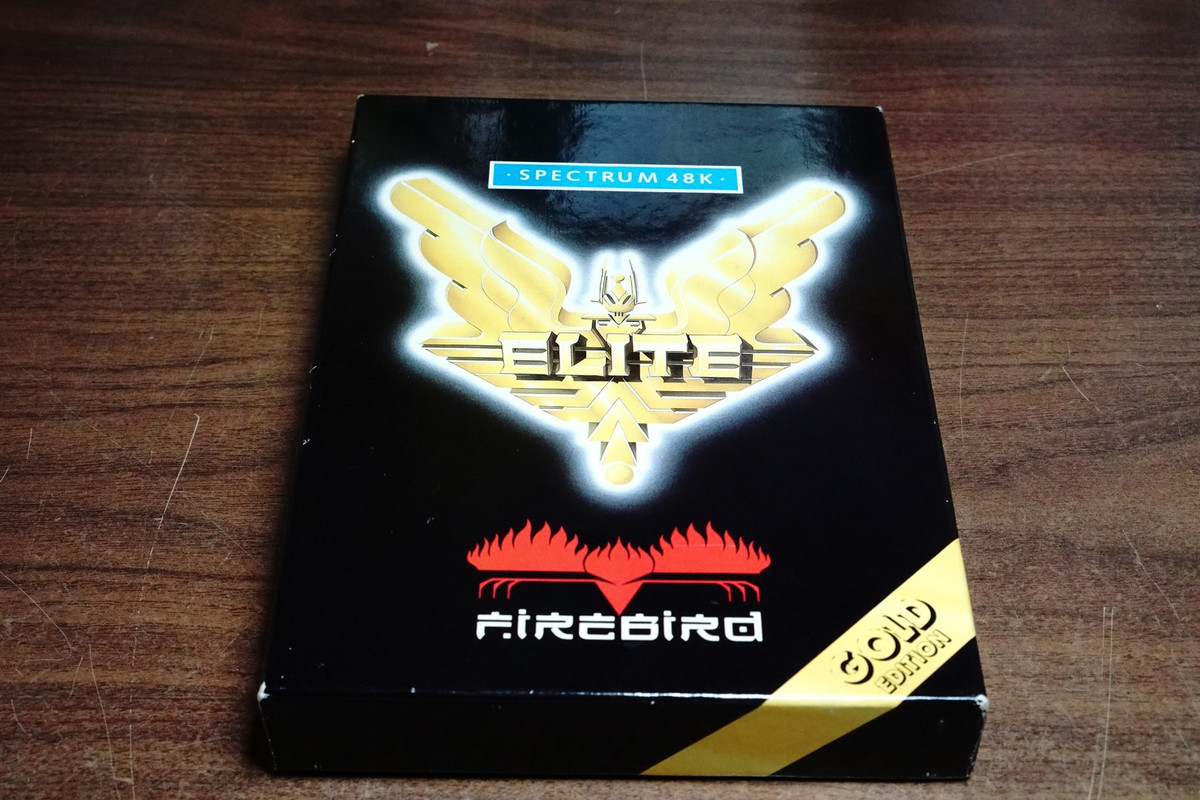 · SPECTRUM 48K ·
ELITE
FIREBIRD
GOLD
EDITION